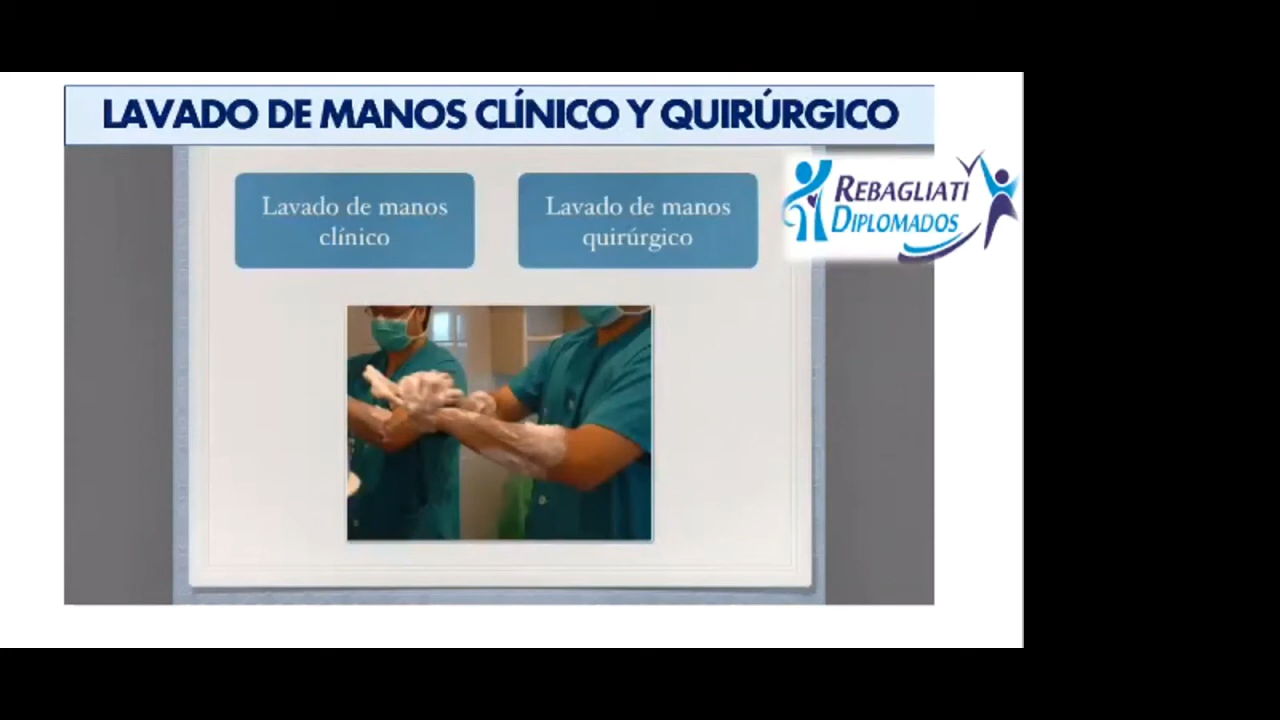 LAVADO DE MANOS CLÍNICO Y QUIRÚRGICO
Lavado de manos
clínico
Lavado de manos
quirúrgico
REBAGLIATI
DIPLOMADOS